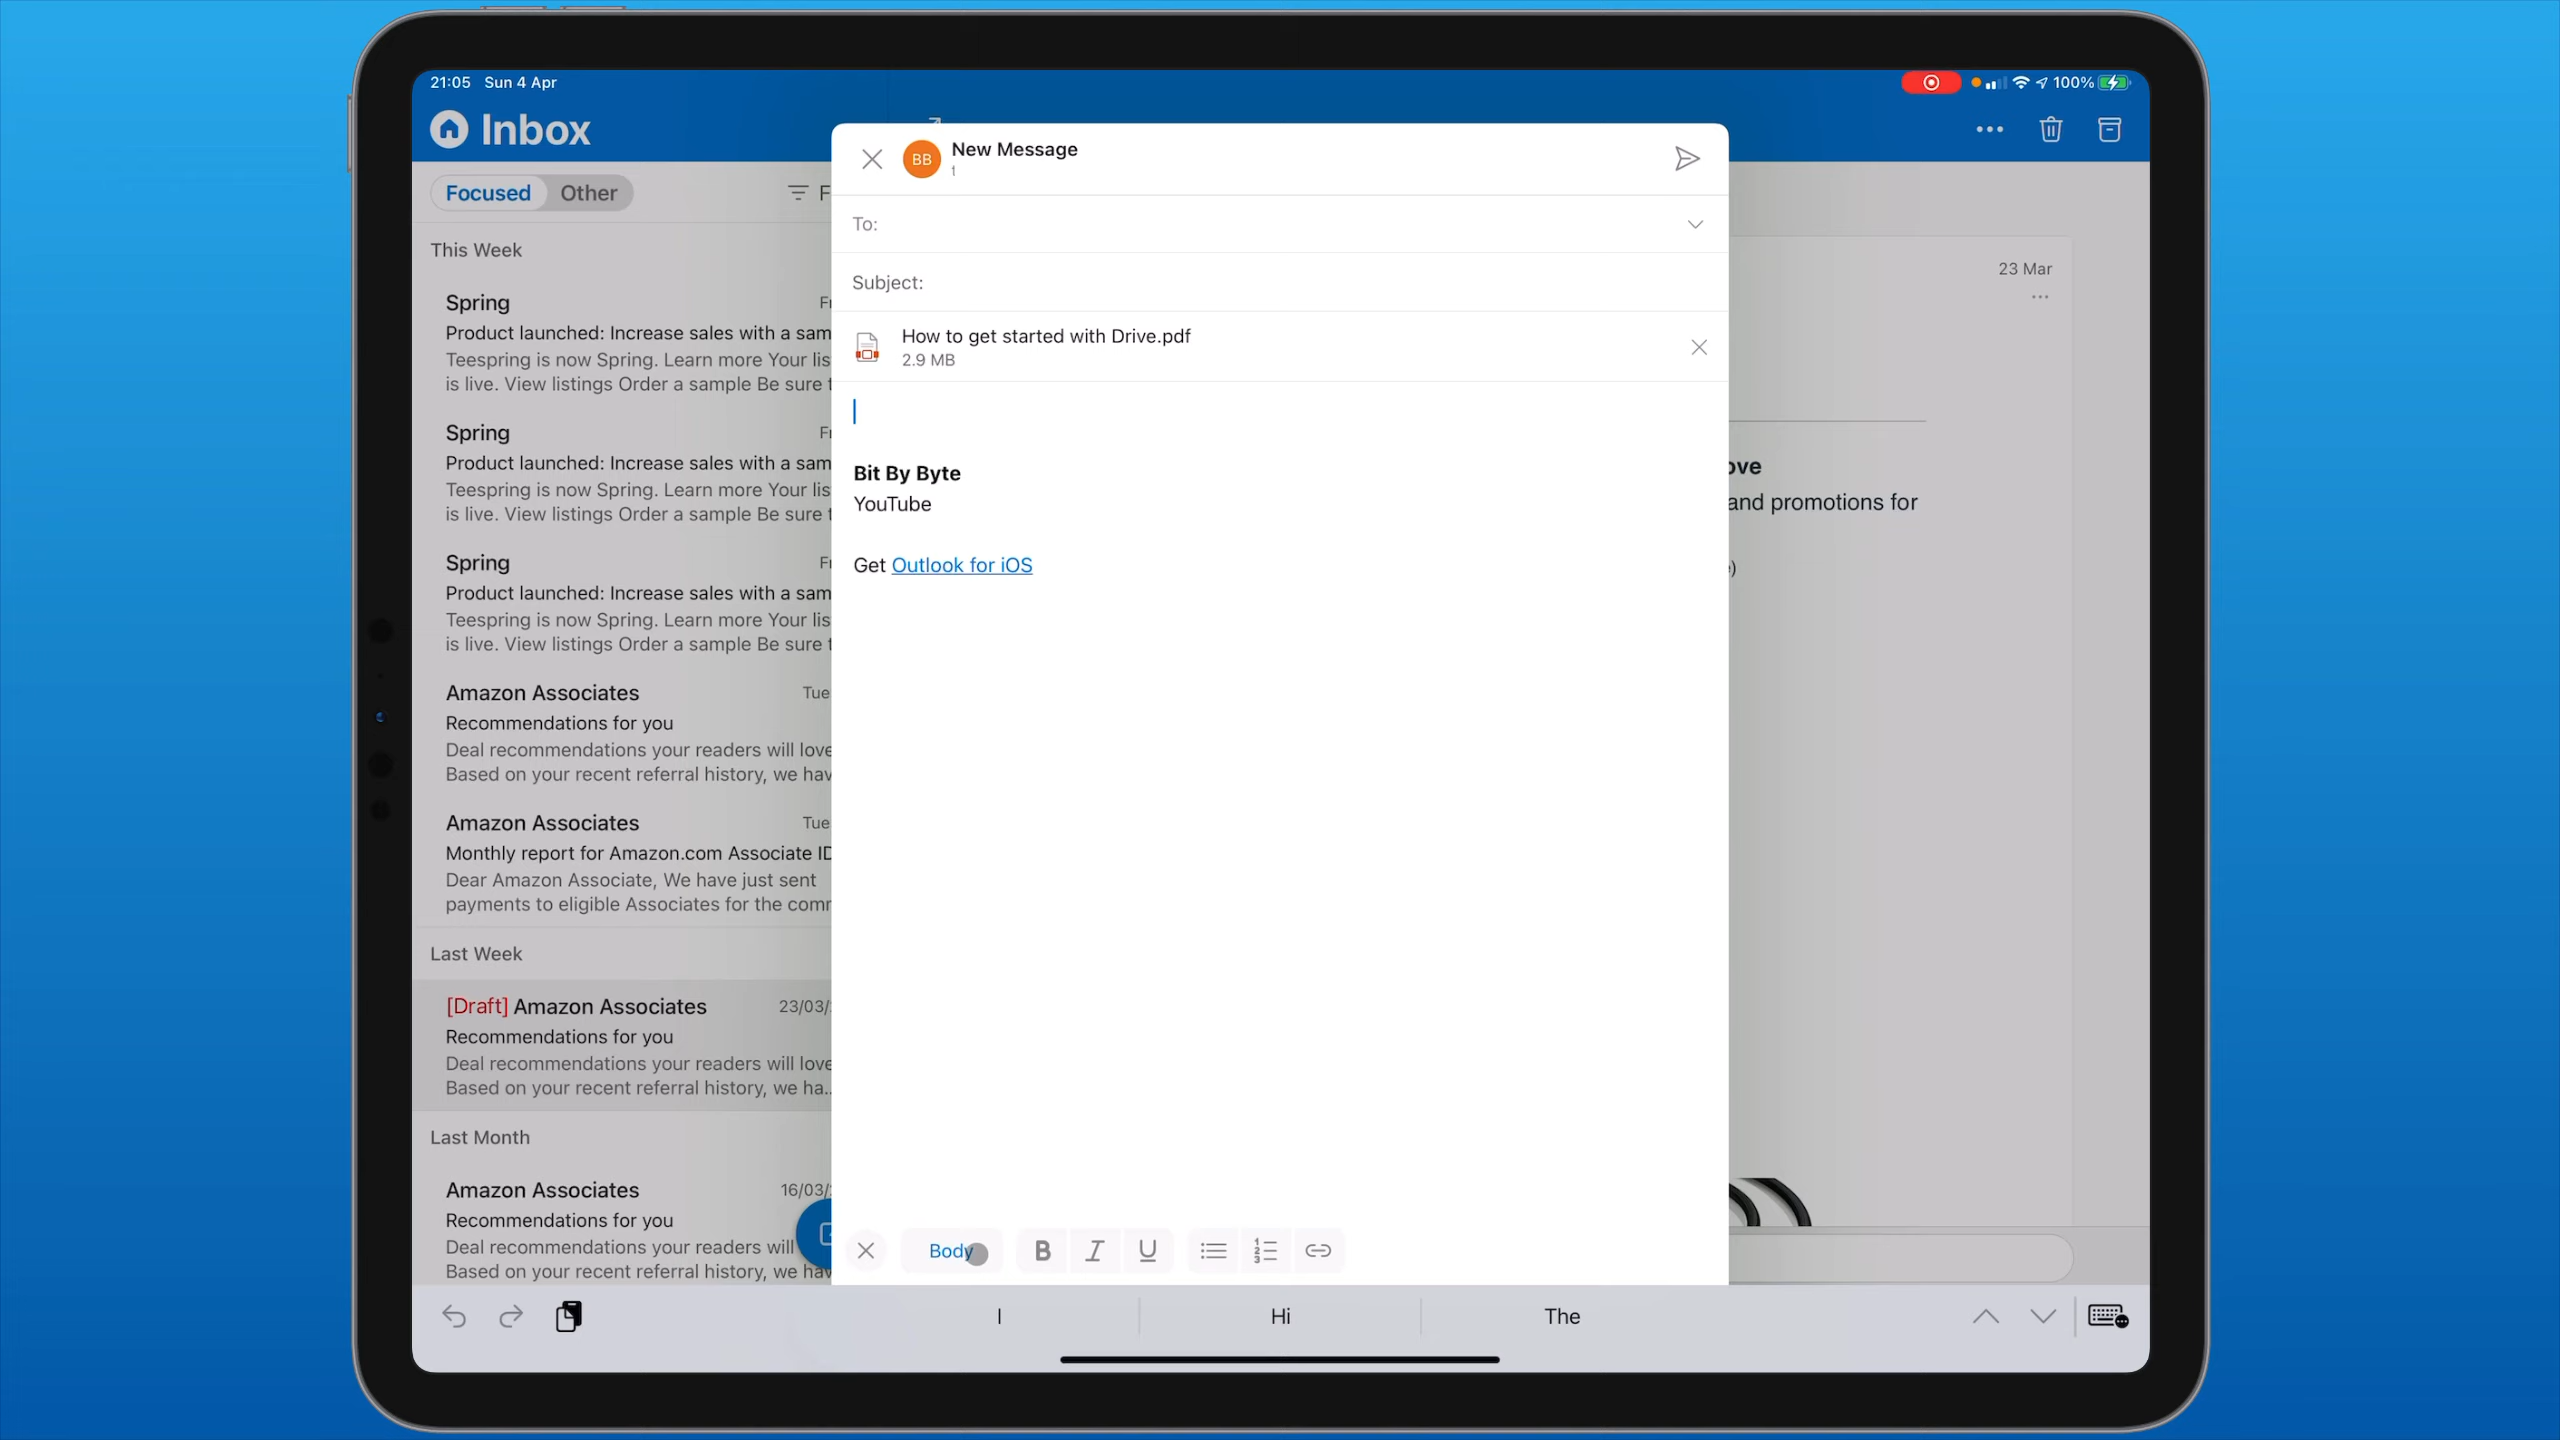 21:05 Sun 4 Apr
100%
Inbox
Focused Other
F
This Week
Spring
Fr
Product launched: Increase sales with a sam
Teespring is now Spring. Learn more Your lis
is live. View listings Order a sample Be sure t
Spring
Fr
Product launched: Increase sales with a sam
Teespring is now Spring. Learn more Your lis
is live. View listings Order a sample Be sure t
Spring
Fr
Product launched: Increase sales with a sam
Teespring is now Spring. Learn more Your lis
is live. View listings Order a sample Be sure t
Amazon Associates
Tue
Recommendations for you
Deal recommendations your readers will love
Based on your recent referral history, we hav
Amazon Associates
Tue
Monthly report for Amazon.com Associate ID
Dear Amazon Associate, We have just sent
payments to eligible Associates for the comm
Last Week
[Draft] Amazon Associates
23/03/
Recommendations for you
Deal recommendations your readers will love
Based on your recent referral history, we ha...
Last Month
Amazon Associates
16/03/
Recommendations for you
Deal recommendations your readers will
Based on your recent referral history, we hav
BB
New Message
1
To:
Subject:
How to get started with Drive.pdf
2.9 MB
Bit By Byte
YouTube
Get Outlook for iOS
Body B I U
23 Mar
ove
and promotions for
e)
I Hi The